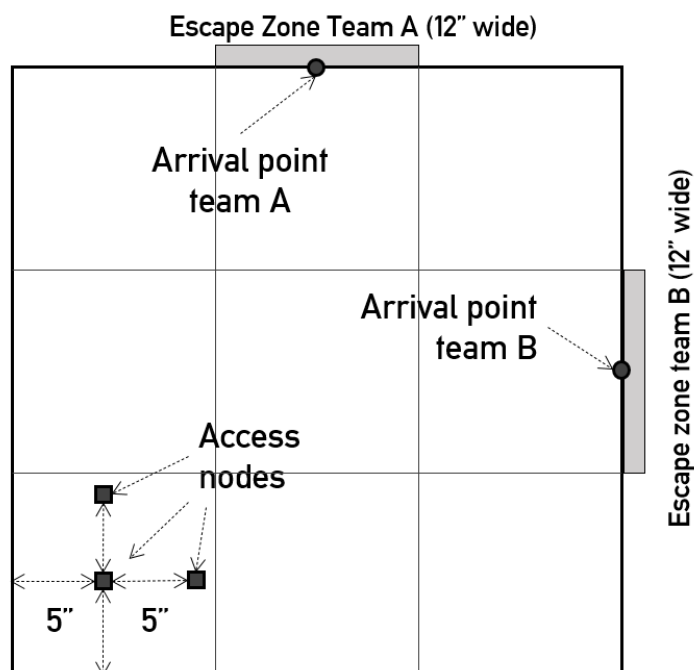 Escape Zone Team A (12” wide)
Arrival point
team A
Arrival point
team B
Escape zone team B (12” wide)
Access
nodes
5”
5”